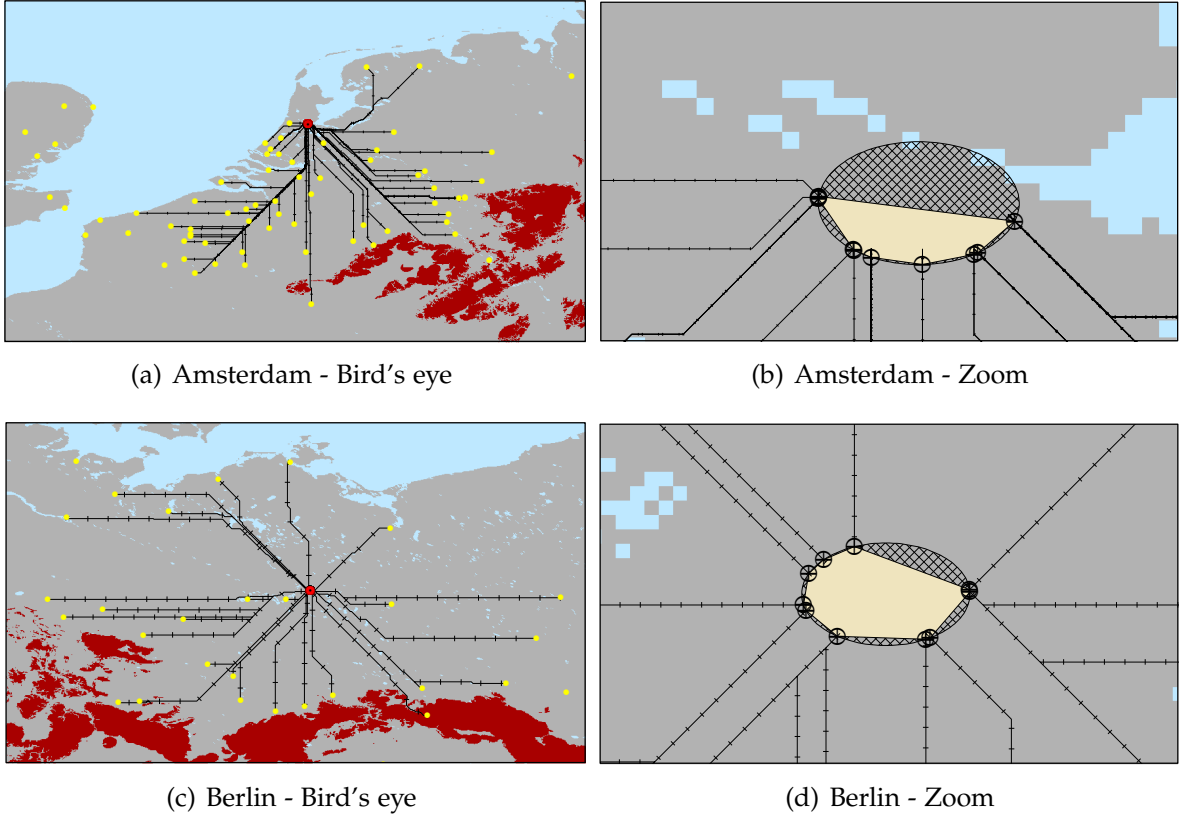 (a) Amsterdam - Bird's eye
(b) Amsterdam - Zoom
(c) Berlin - Bird's eye
(d) Berlin - Zoom